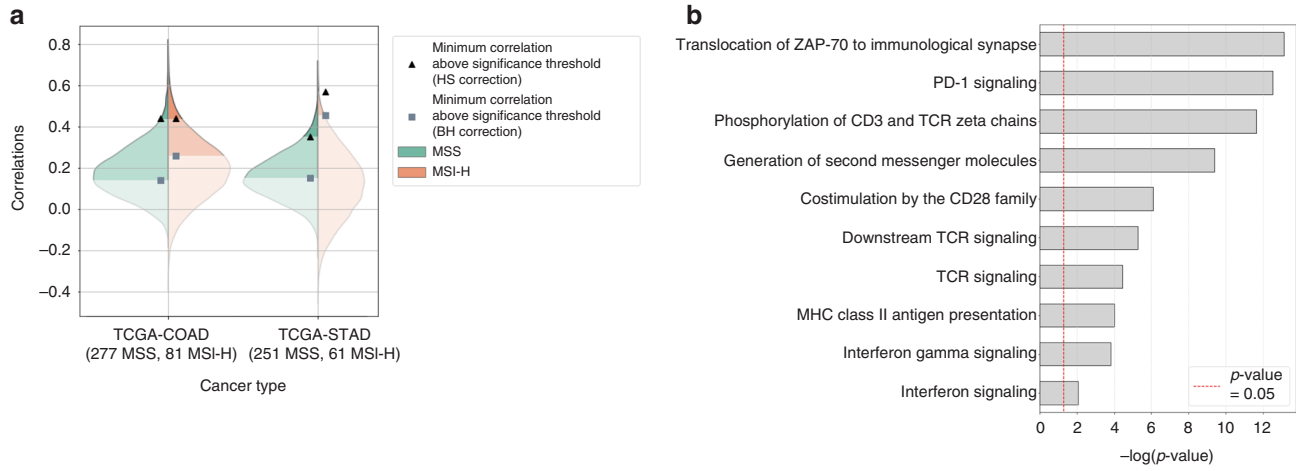 a
0.8
0.6
0.4
0.2
0.0
–0.2
–0.4
Correlations
TCGA-COAD
(277 MSS, 81 MSI-H)
TCGA-STAD
(251 MSS, 61 MSI-H)
Cancer type
Minimum correlation
above significance threshold
(HS correction)
Minimum correlation
above significance threshold
(BH correction)
MSS
MSI-H
b
Translocation of ZAP-70 to immunological synapse
PD-1 signaling
Phosphorylation of CD3 and TCR zeta chains
Generation of second messenger molecules
Costimulation by the CD28 family
Downstream TCR signaling
TCR signaling
MHC class II antigen presentation
Interferon gamma signaling
Interferon signaling
p-value
= 0.05
0 2 4 6 8 10 12
–log(p-value)